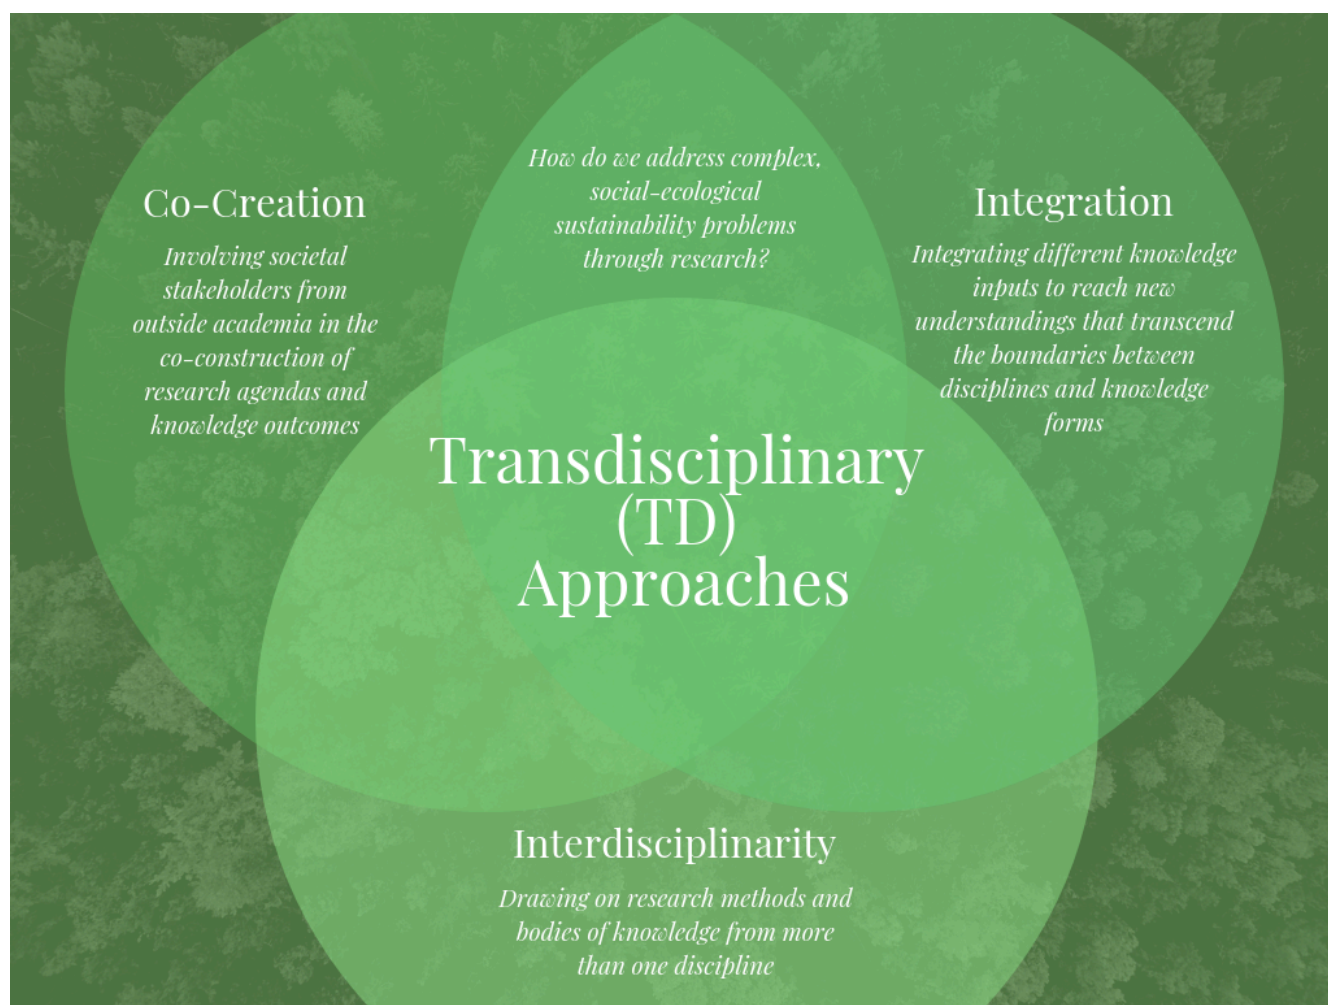 How do we address complex,
social-ecological
sustainability problems
through research?
Co-Creation
Involving societal
stakeholders from
outside academia in the
co-construction of
research agendas and
knowledge outcomes
Integration
Integrating different knowledge
inputs to reach new
understandings that transcend
the boundaries between
disciplines and knowledge
forms
Transdisciplinary
(TD)
Approaches
Interdisciplinarity
Drawing on research methods and
bodies of knowledge from more
than one discipline